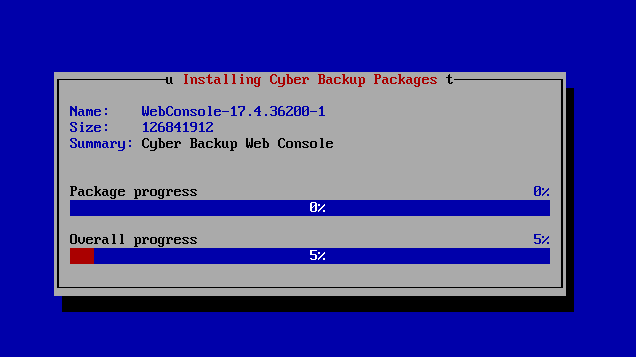 u Installing Cyber Backup Packages t
Name: WebConsole-17.4.36200-1
Size: 126841912
Summary: Cyber Backup Web Console
Package progress 0%
0%
Overall progress 5%
5%